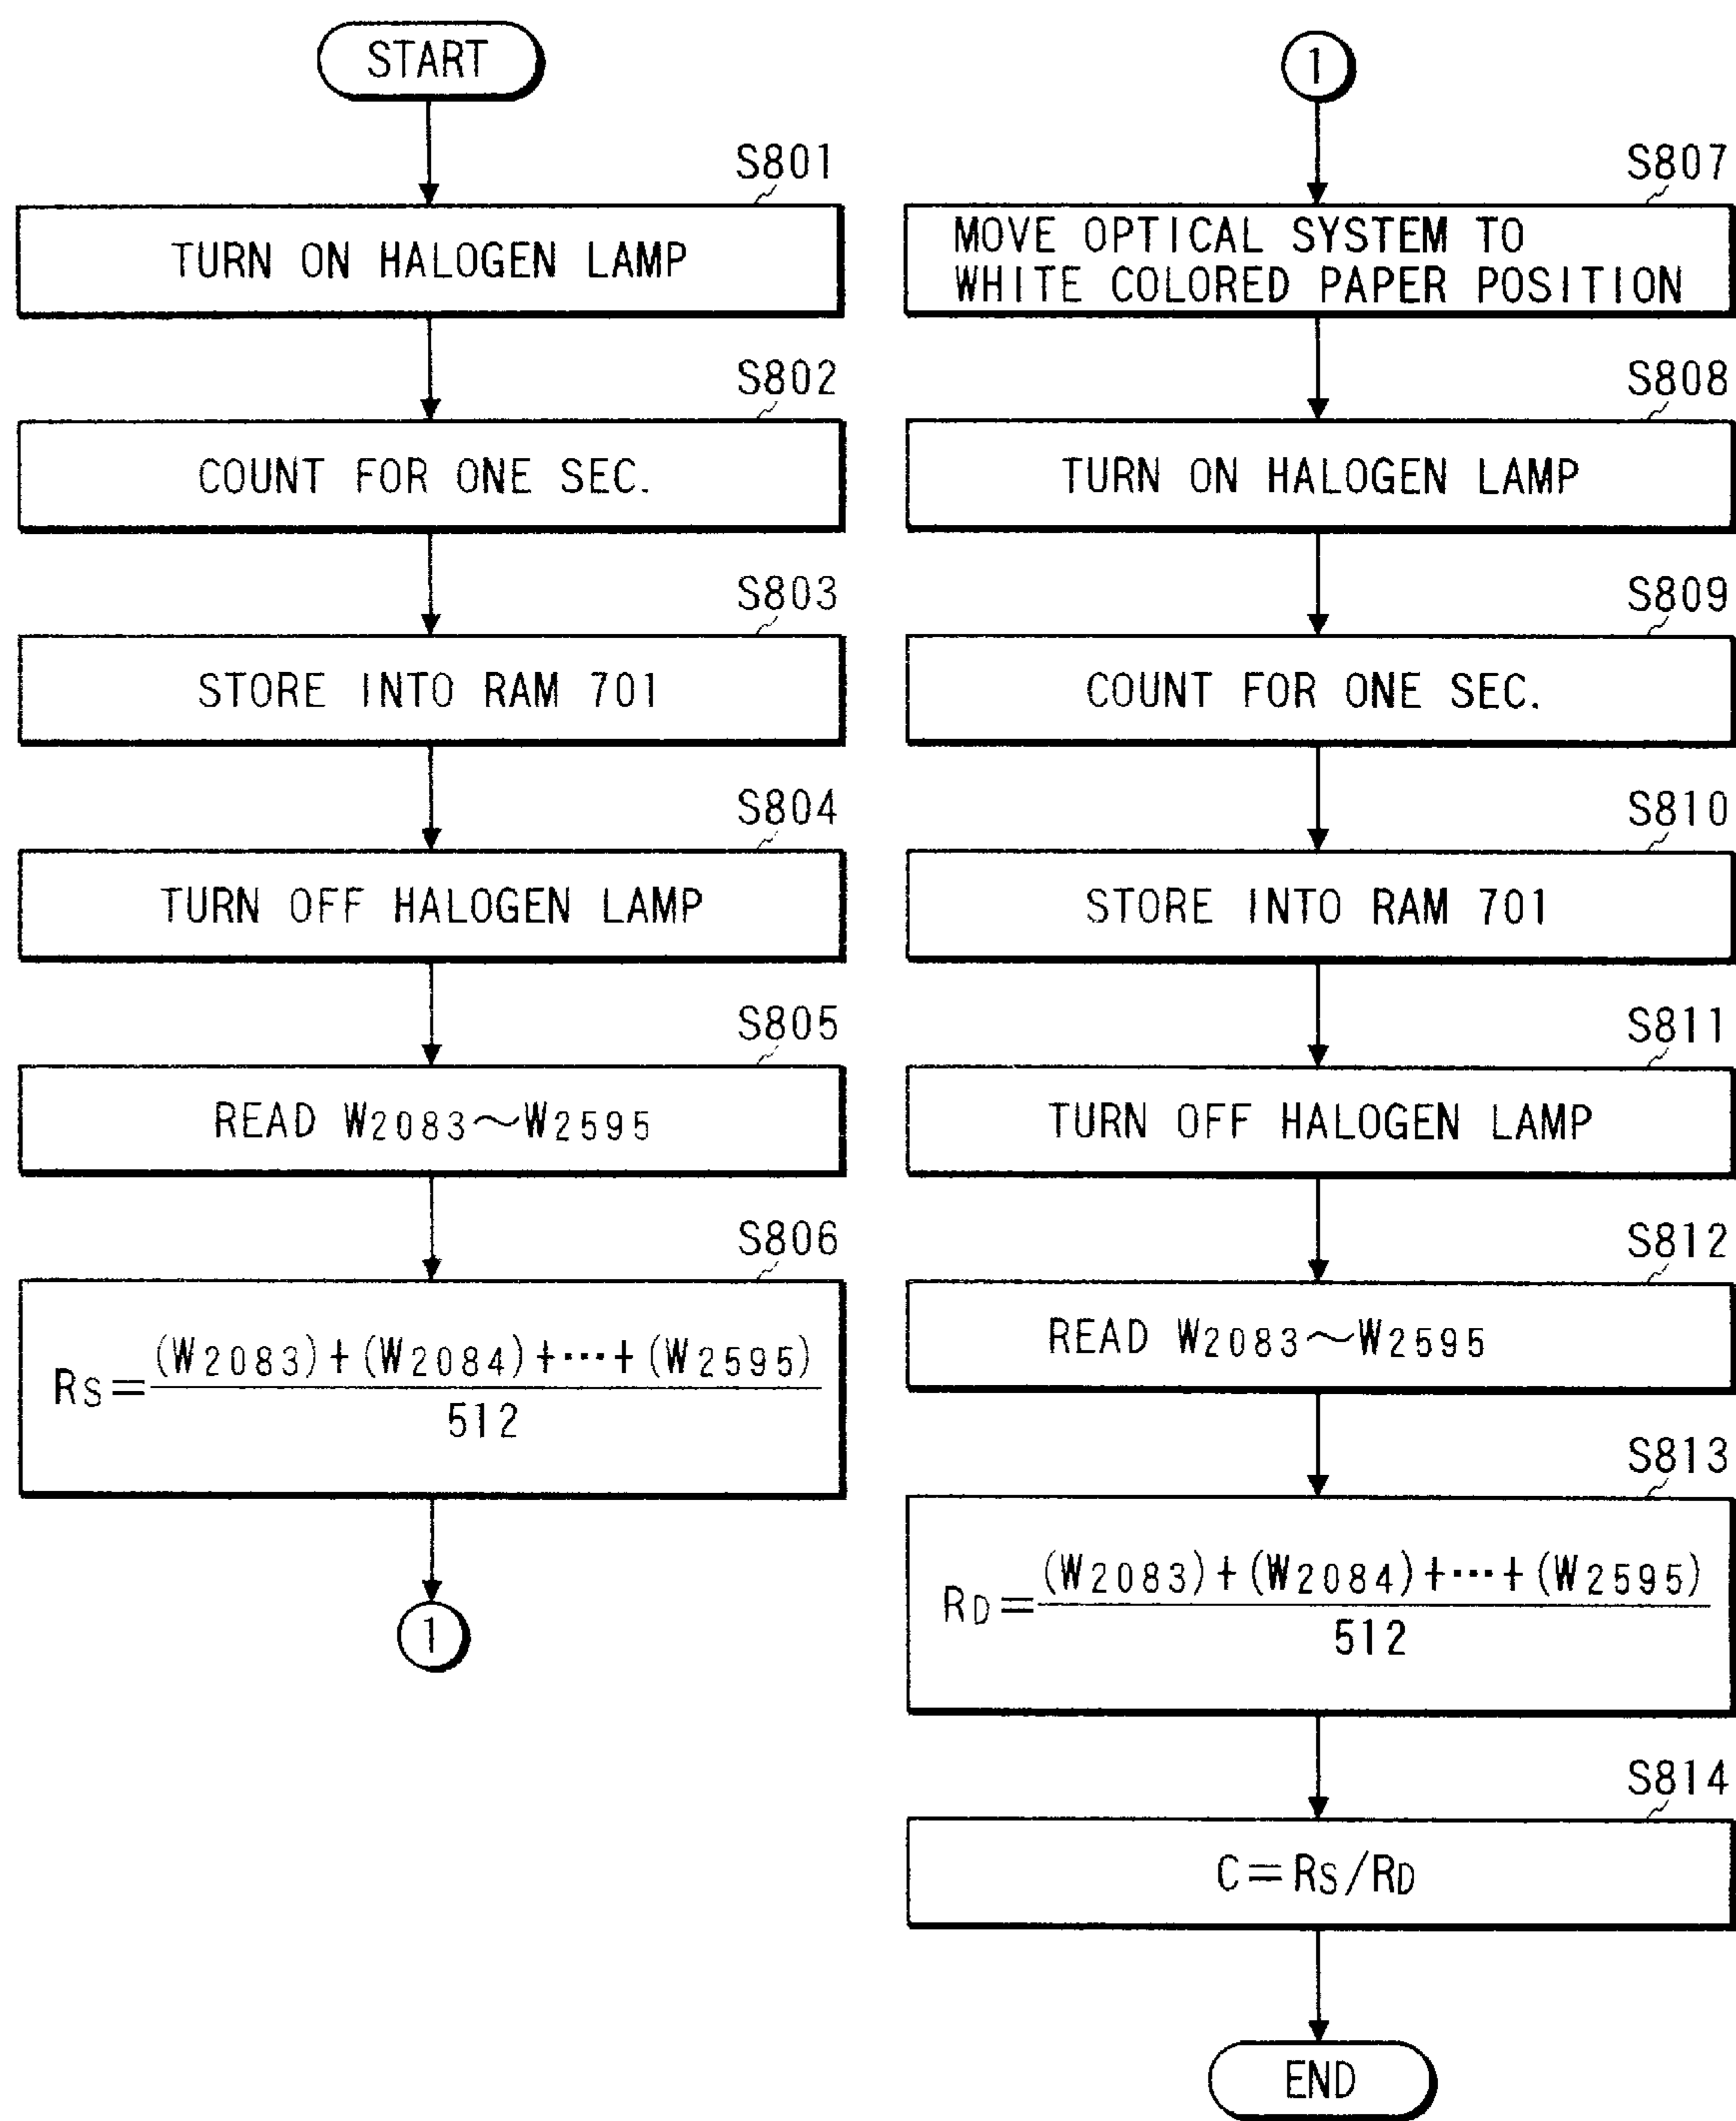 START
S801
TURN ON HALOGEN LAMP
S802
COUNT FOR ONE SEC.
S803
STORE INTO RAM 701
S804
TURN OFF HALOGEN LAMP
S805
READ W2083~W2595
S806
RS=(W2083)+(W2084)+···+(W2595)
512
1
1
S807
MOVE OPTICAL SYSTEM TO
WHITE COLORED PAPER POSITION
S808
TURN ON HALOGEN LAMP
S809
COUNT FOR ONE SEC.
S810
STORE INTO RAM 701
S811
TURN OFF HALOGEN LAMP
S812
READ W2083~W2595
S813
RD=(W2083)+(W2084)+···+(W2595)
512
S814
C=RS/RD
END